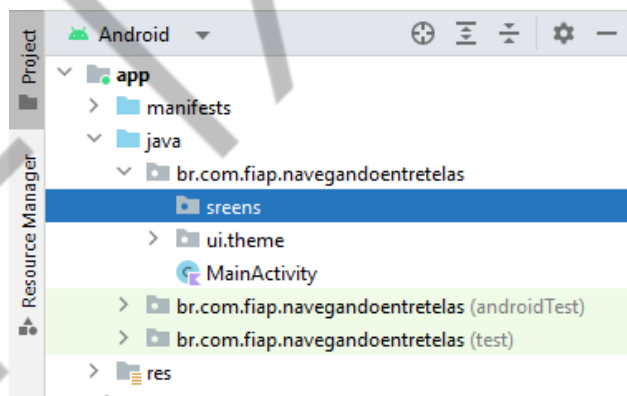 Project
Resource Manager
Android
app
manifests
java
br.com.fiap.navegandoentretelas
sreens
ui.theme
MainActivity
br.com.fiap.navegandoentretelas (androidTest)
br.com.fiap.navegandoentretelas (test)
res